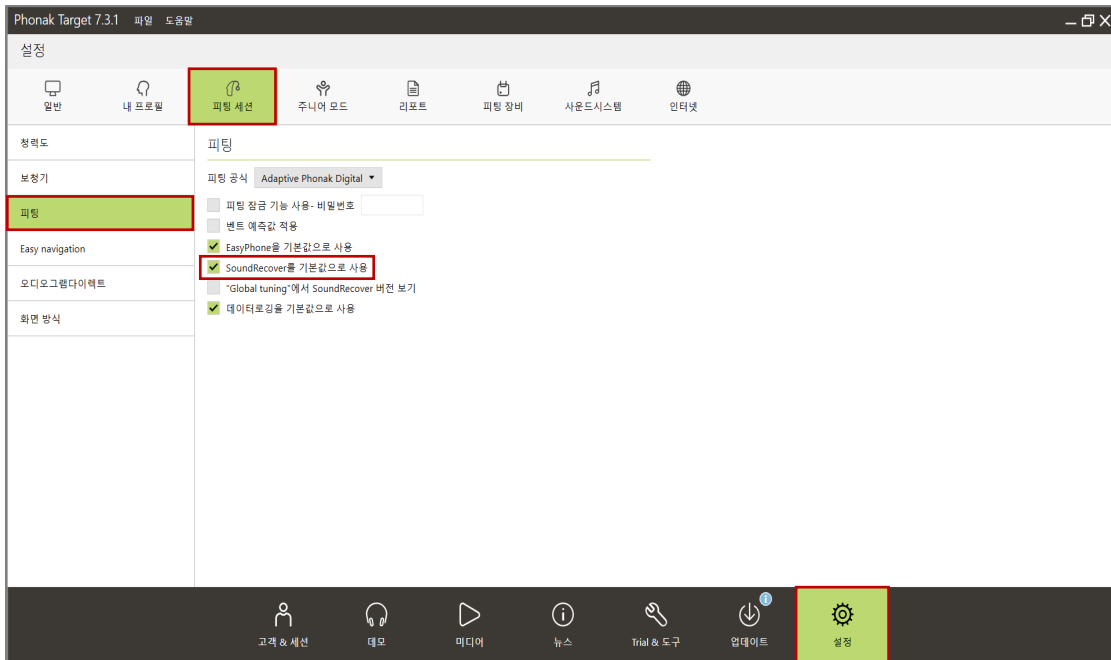 Phonak Target 7.3.1 파일 도움말
설정
일반 내 프로필 피팅 세션 주니어 모드 리포트 피팅 장비 사운드시스템 인터넷
청력도
보청기
피팅
Easy navigation
오디오그램다이렉트
화면 방식
피팅
피팅 공식 Adaptive Phonak Digital
피팅 잠금 기능 사용- 비밀번호
벤트 예측값 적용
EasyPhone을 기본값으로 사용
SoundRecover를 기본값으로 사용
"Global tuning"에서 SoundRecover 버전 보기
데이터로깅을 기본값으로 사용
고객 & 세션 데모 미디어 뉴스 Trial & 도구 업데이트 설정